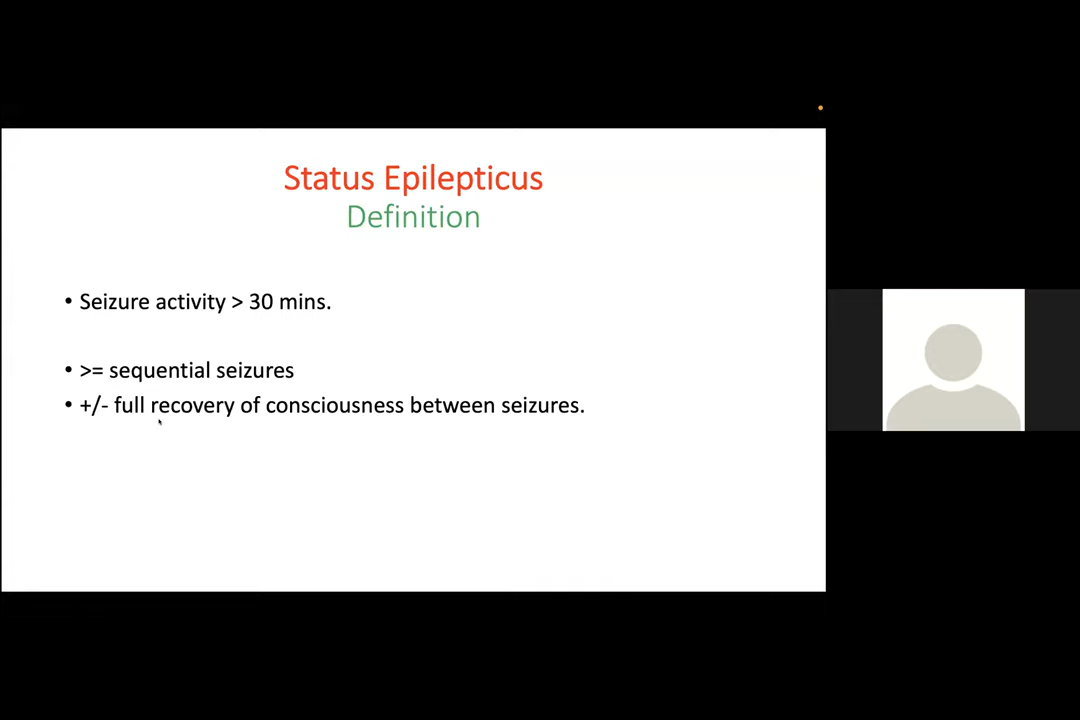 Status Epilepticus
Definition
• Seizure activity > 30 mins.
• >= sequential seizures
• +/- full recovery of consciousness between seizures.